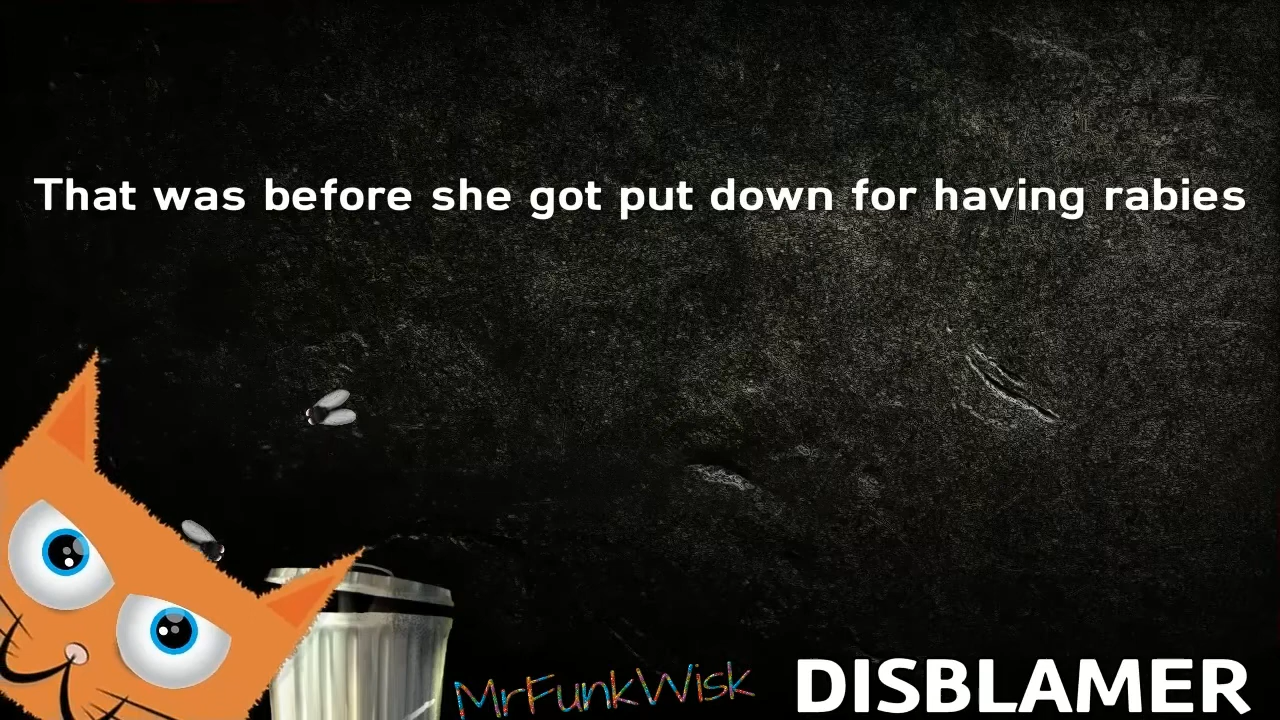 That was before she got put down for having rabies
MrFunkWisk
DISBLAMER